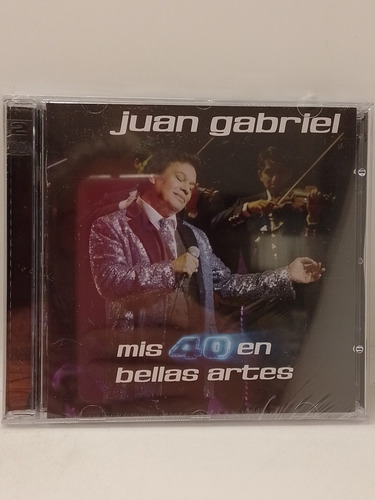 juan gabriel
mis 40 en
bellas artes